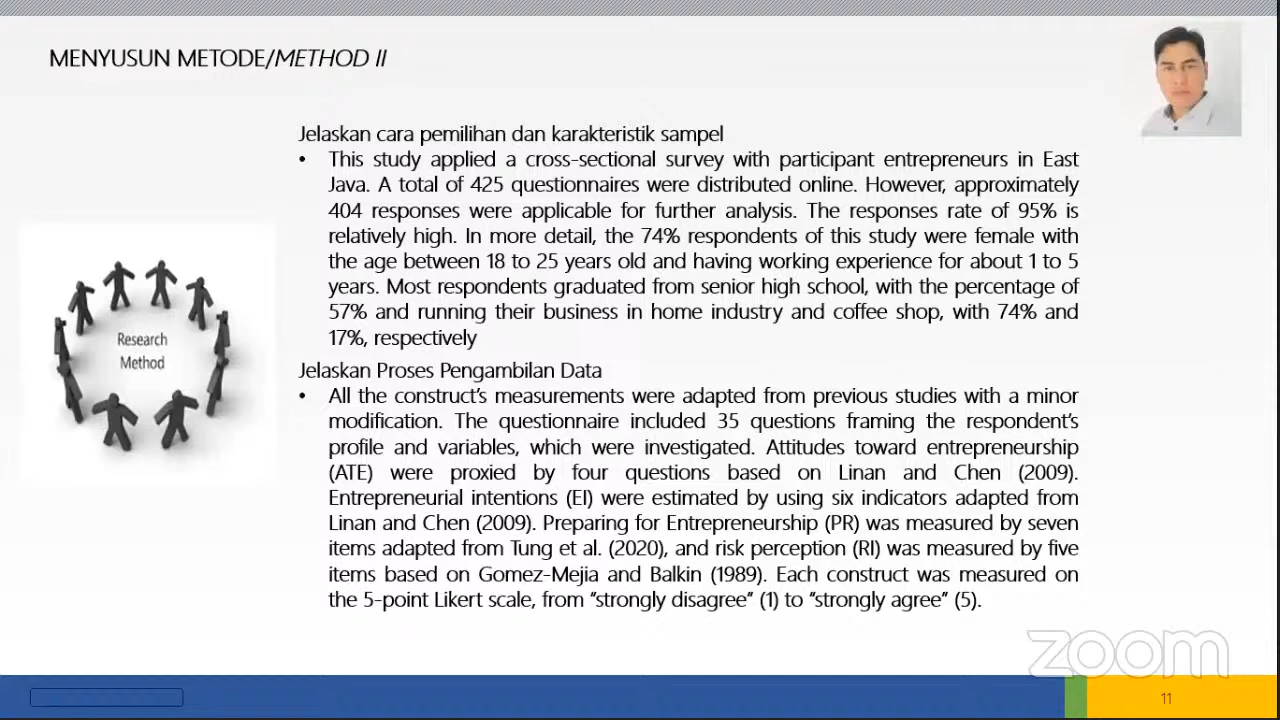 MENYUSUN METODE/METHOD II
Jelaskan cara pemilihan dan karakteristik sampel
• This study applied a cross-sectional survey with participant entrepreneurs in East
Java. A total of 425 questionnaires were distributed online. However, approximately
404 responses were applicable for further analysis. The responses rate of 95% is
relatively high. In more detail, the 74% respondents of this study were female with
the age between 18 to 25 years old and having working experience for about 1 to 5
years. Most respondents graduated from senior high school, with the percentage of
57% and running their business in home industry and coffee shop, with 74% and
17%, respectively
Research
Method
Jelaskan Proses Pengambilan Data
• All the construct's measurements were adapted from previous studies with a minor
modification. The questionnaire included 35 questions framing the respondent's
profile and variables, which were investigated. Attitudes toward entrepreneurship
(ATE) were proxied by four questions based on Linan and Chen (2009).
Entrepreneurial intentions (EI) were estimated by using six indicators adapted from
Linan and Chen (2009). Preparing for Entrepreneurship (PR) was measured by seven
items adapted from Tung et al. (2020), and risk perception (RI) was measured by five
items based on Gomez-Mejia and Balkin (1989). Each construct was measured on
the 5-point Likert scale, from "strongly disagree" (1) to "strongly agree" (5).
zoom
11